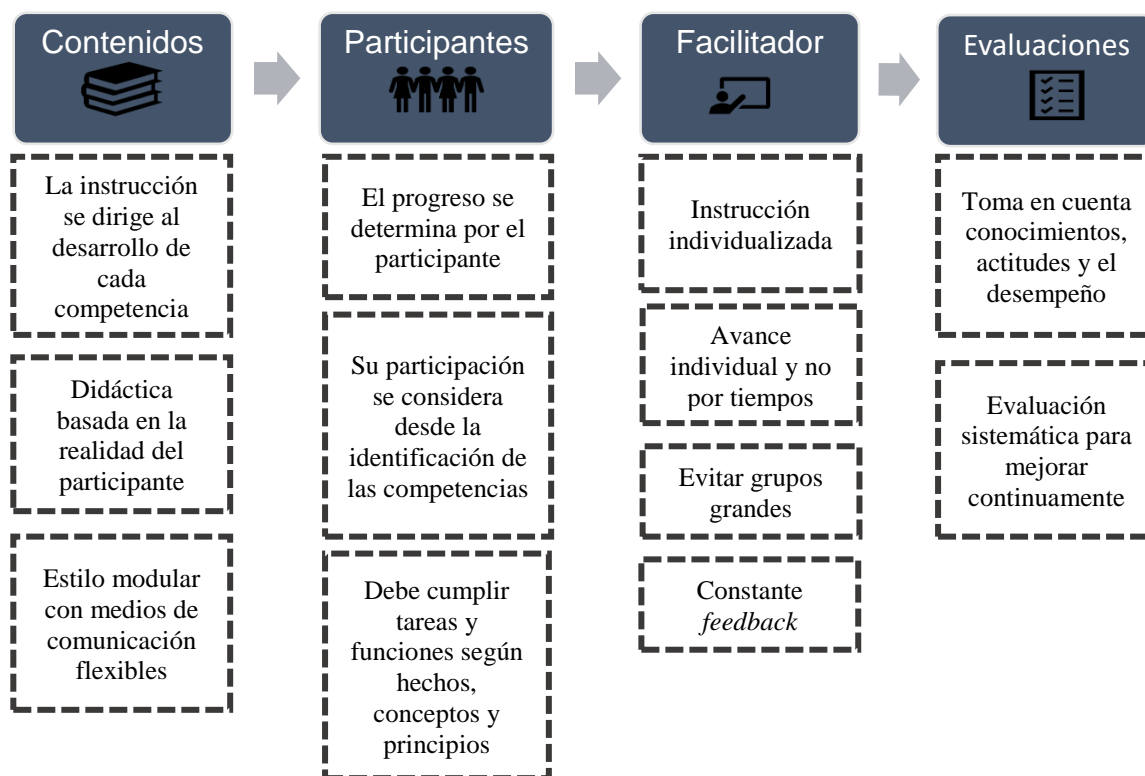 Contenidos
La instrucción
se dirige al
desarrollo de
cada
competencia
Didáctica
basada en la
realidad del
participante
Estilo modular
con medios de
comunicación
flexibles
Participantes
El progreso se
determina por el
participante
Su participación
se considera
desde la
identificación de
las competencias
Debe cumplir
tareas y
funciones según
hechos,
conceptos y
principios
Facilitador
Instrucción
individualizada
Avance
individual y no
por tiempos
Evitar grupos
grandes
Constante
feedback
Evaluaciones
Toma en cuenta
conocimientos,
actitudes y el
desempeño
Evaluación
sistemática para
mejorar
continuamente